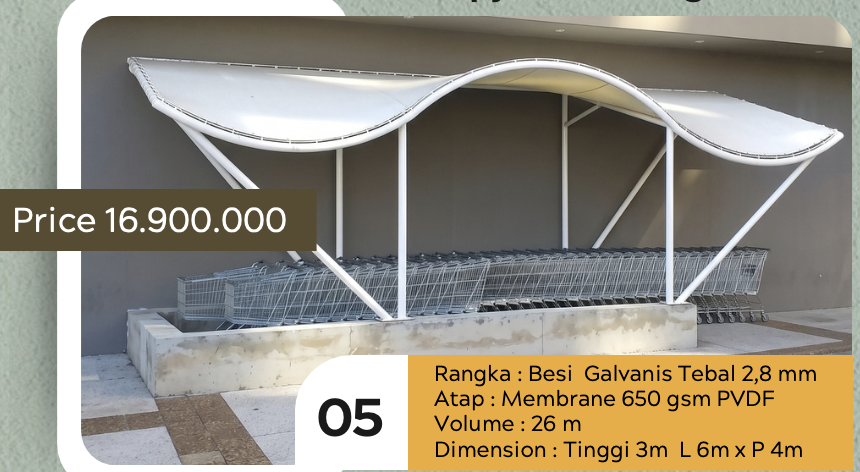 Price 16.900.000
05
Rangka : Besi Galvanis Tebal 2,8 mm
Atap : Membrane 650 gsm PVDF
Volume : 26 m
Dimension : Tinggi 3m L 6m x P 4m